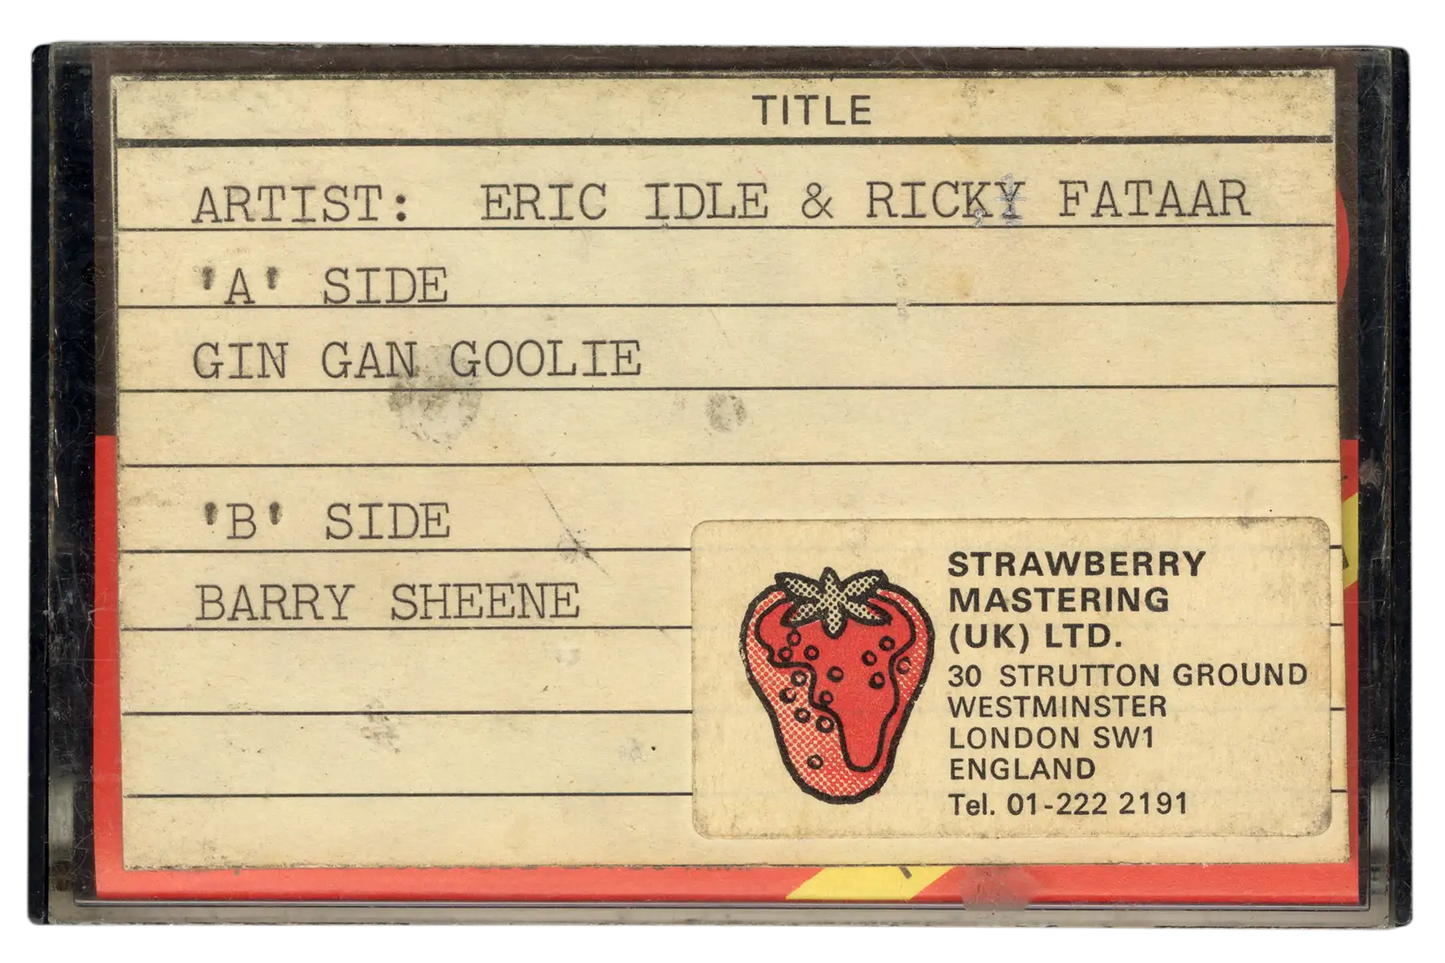 TITLE
ARTIST: ERIC IDLE & RICKY FATAAR
'A' SIDE
GIN GAN GOOLIE
'B' SIDE
BARRY SHEENE
STRAWBERRY
MASTERING
(UK) LTD.
30 STRUTTON GROUND
WESTMINSTER
LONDON SW1
ENGLAND
Tel. 01-222 2191